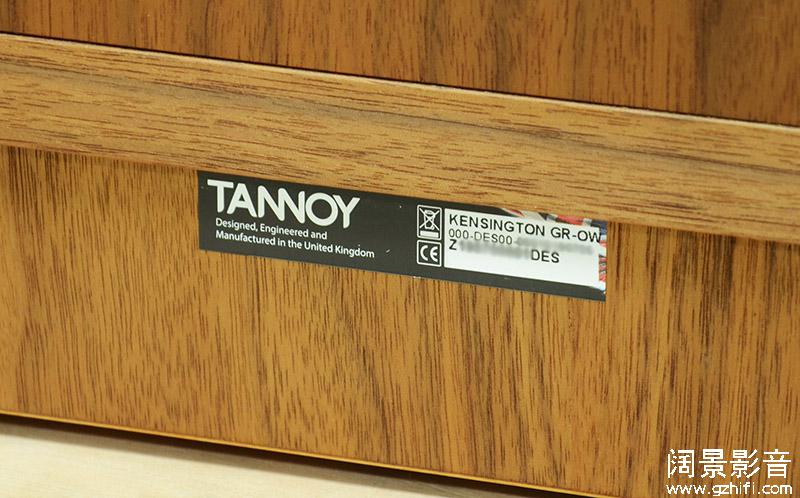 TANNOY
Designed, Engineered and
Manufactured in the United Kingdom
CE
KENSINGTON GR-OW
000-DES00-
Z DES
阔景影音
www.gzhifi.com